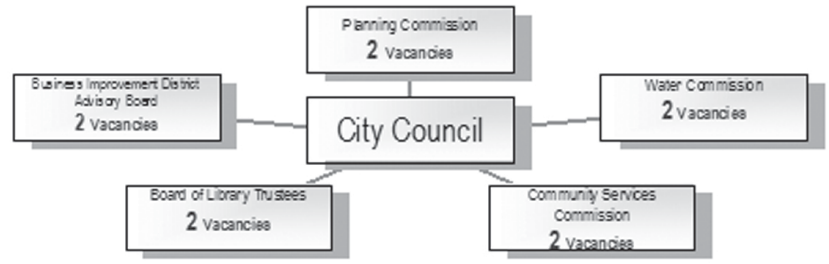 Planning Commission
2 Vacancies
Business Improvement District
Advisory Board
2 Vacancies
Water Commission
2 Vacancies
City Council
Board of Library Trustees
2 Vacancies
Community Services
Commission
2 Vacancies